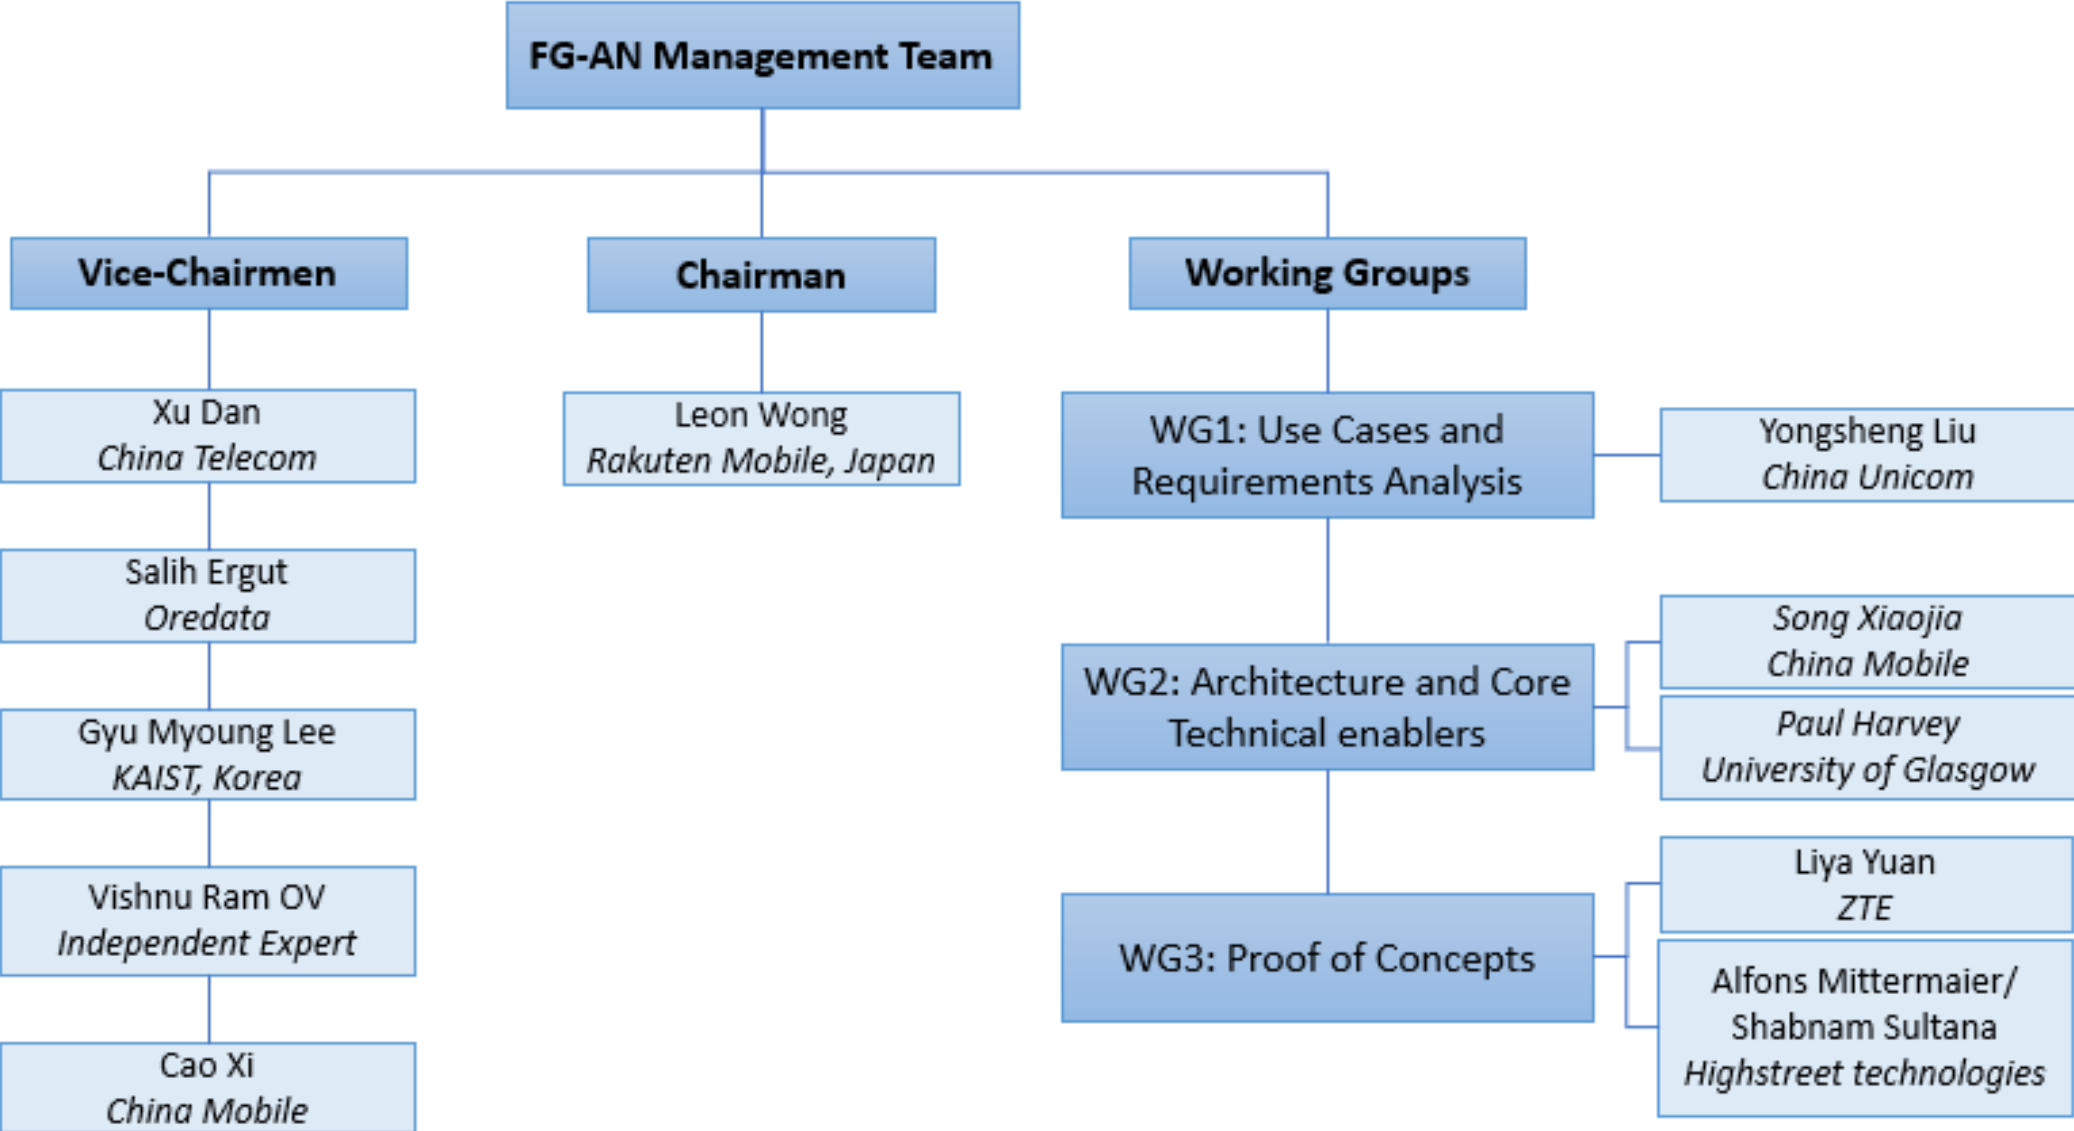 FG-AN Management Team
Vice-Chairmen
Chairman
Working Groups
Xu Dan
China Telecom
Salih Ergut
Oredata
Gyu Myoung Lee
KAIST, Korea
Vishnu Ram OV
Independent Expert
Cao Xi
China Mobile
Leon Wong
Rakuten Mobile, Japan
WG1: Use Cases and
Requirements Analysis
Yongsheng Liu
China Unicom
WG2: Architecture and Core
Technical enablers
Song Xiaojia
China Mobile
Paul Harvey
University of Glasgow
WG3: Proof of Concepts
Liya Yuan
ZTE
Alfons Mittermaier/
Shabnam Sultana
Highstreet technologies